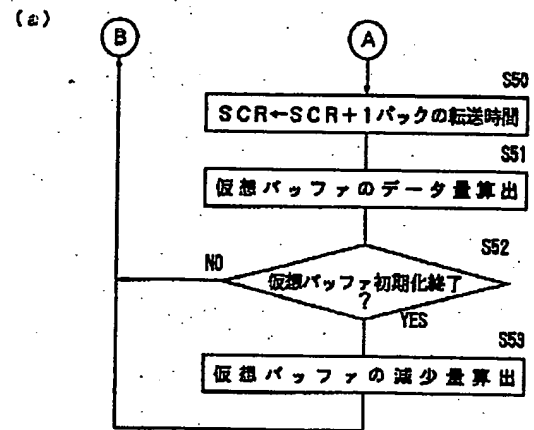 (a)
B
A
S50
SCR←SCR+1パックの転送時間
S51
仮想バッファのデータ量算出
S52
NO
仮想バッファ初期化終了
?
YES
S53
仮想バッファの減少量算出